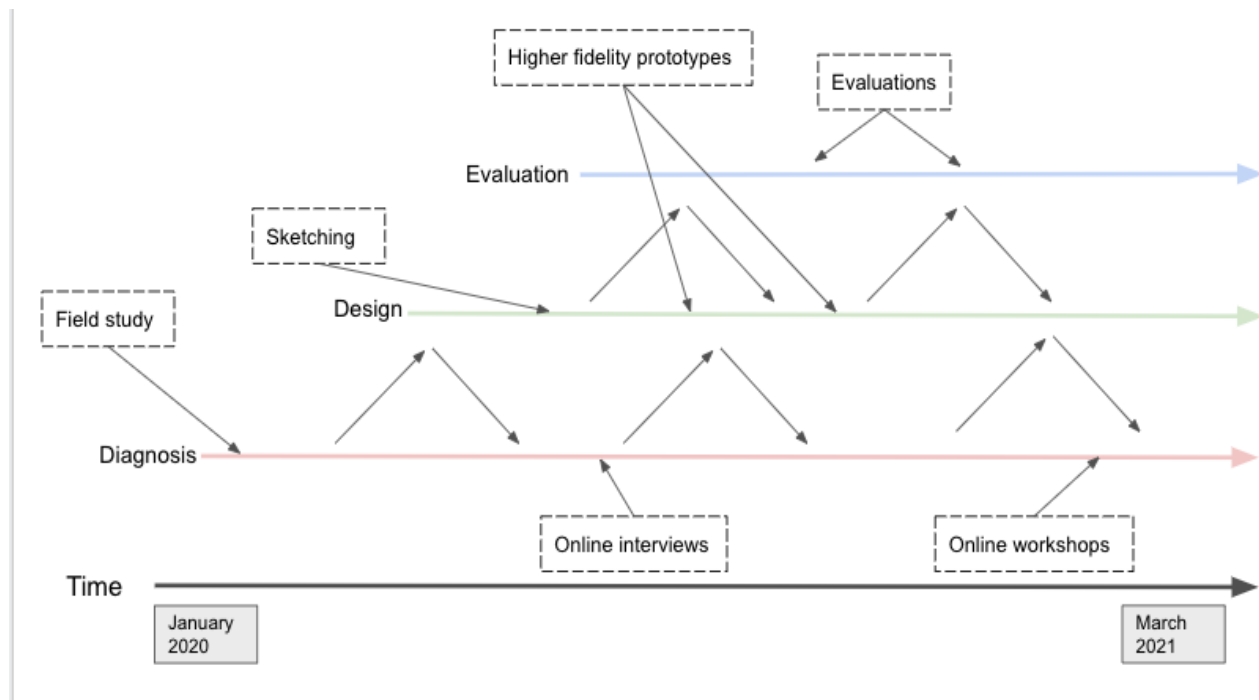 Higher fidelity prototypes
Evaluations
Evaluation
Sketching
Design
Field study
Diagnosis
Online interviews
Online workshops
Time
January
2020
March
2021